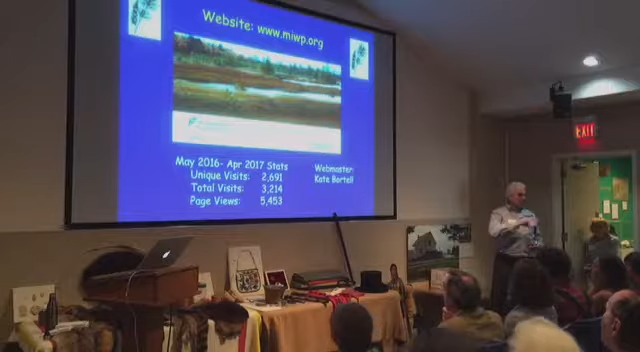 Website: www.miwp.org
May 2016- Apr 2017 Stats
Unique Visits: 2,691
Total Visits: 3,214
Page Views: 5,453
Webmaster:
Kate Bortell
EXIT